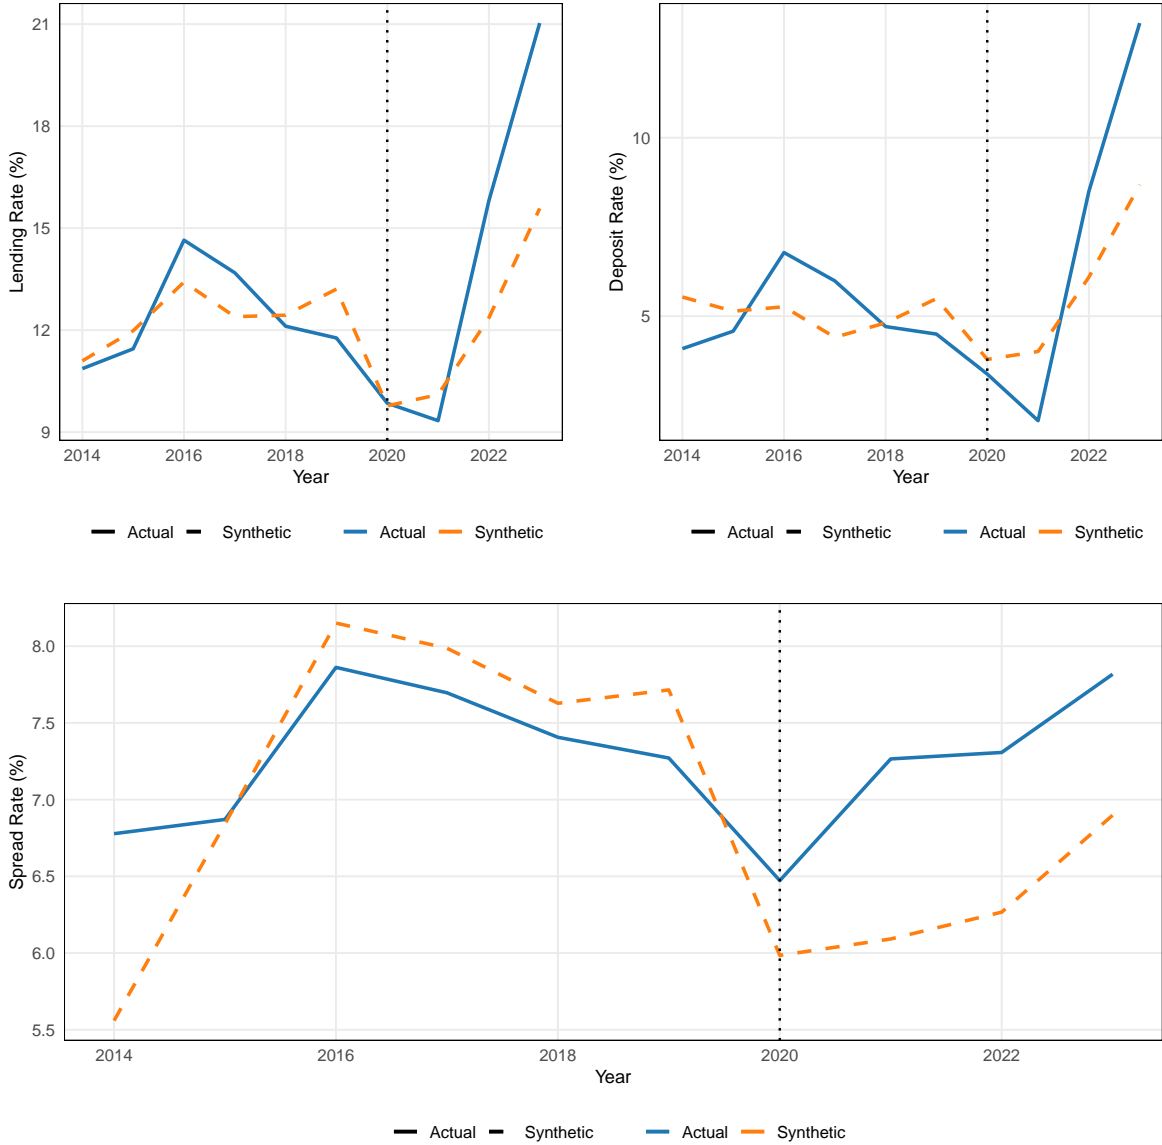 Lending Rate (%)
21
18
15
12
9
2014 2016 2018 2020 2022
Year
Actual Synthetic Actual Synthetic
Deposit Rate (%)
10
5
2014 2016 2018 2020 2022
Year
Actual Synthetic Actual Synthetic
Spread Rate (%)
8.0
7.5
7.0
6.5
6.0
5.5
2014 2016 2018 2020 2022
Year
Actual Synthetic Actual Synthetic